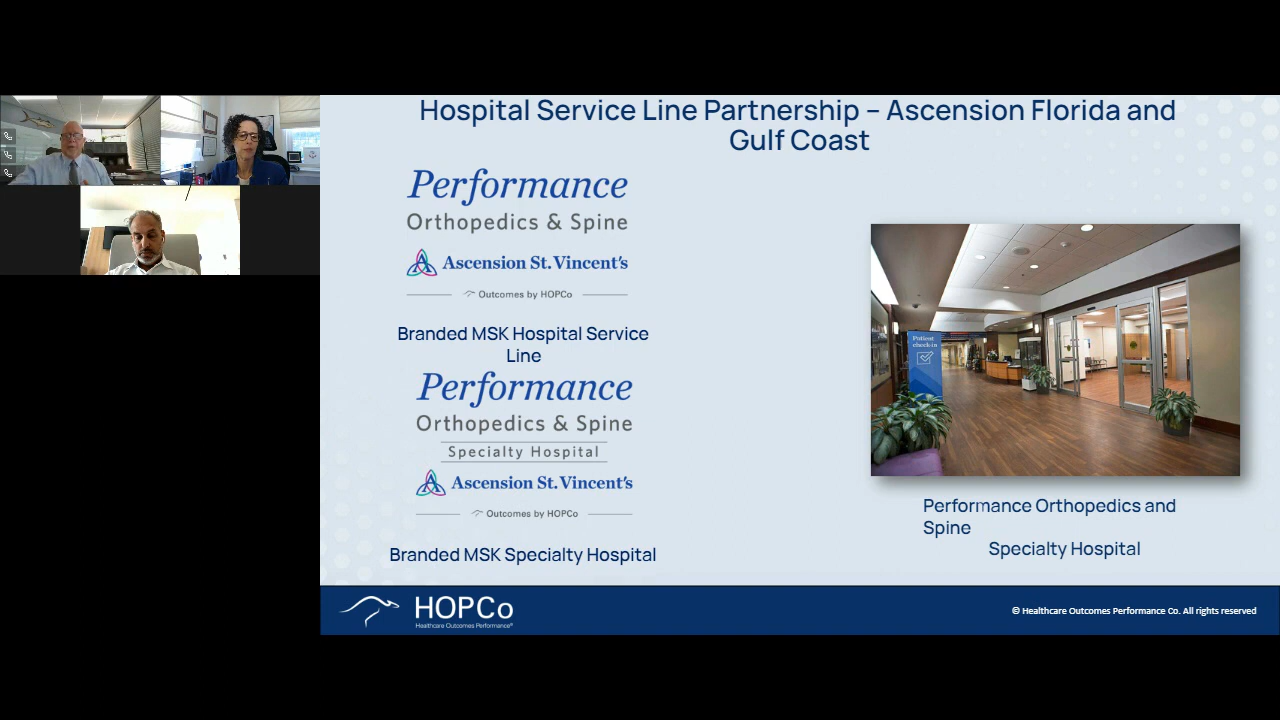 Hospital Service Line Partnership – Ascension Florida and
Gulf Coast
Performance
Orthopedics & Spine
Ascension St. Vincent's
Outcomes by HOPCo
Branded MSK Hospital Service
Line
Performance
Orthopedics & Spine
Specialty Hospital
Ascension St. Vincent's
Outcomes by HOPCo
Branded MSK Specialty Hospital
Patient
check-in
Performance Orthopedics and
Spine
Specialty Hospital
HOPCo
Healthcare Outcomes Performance®
© Healthcare Outcomes Performance Co. All rights reserved